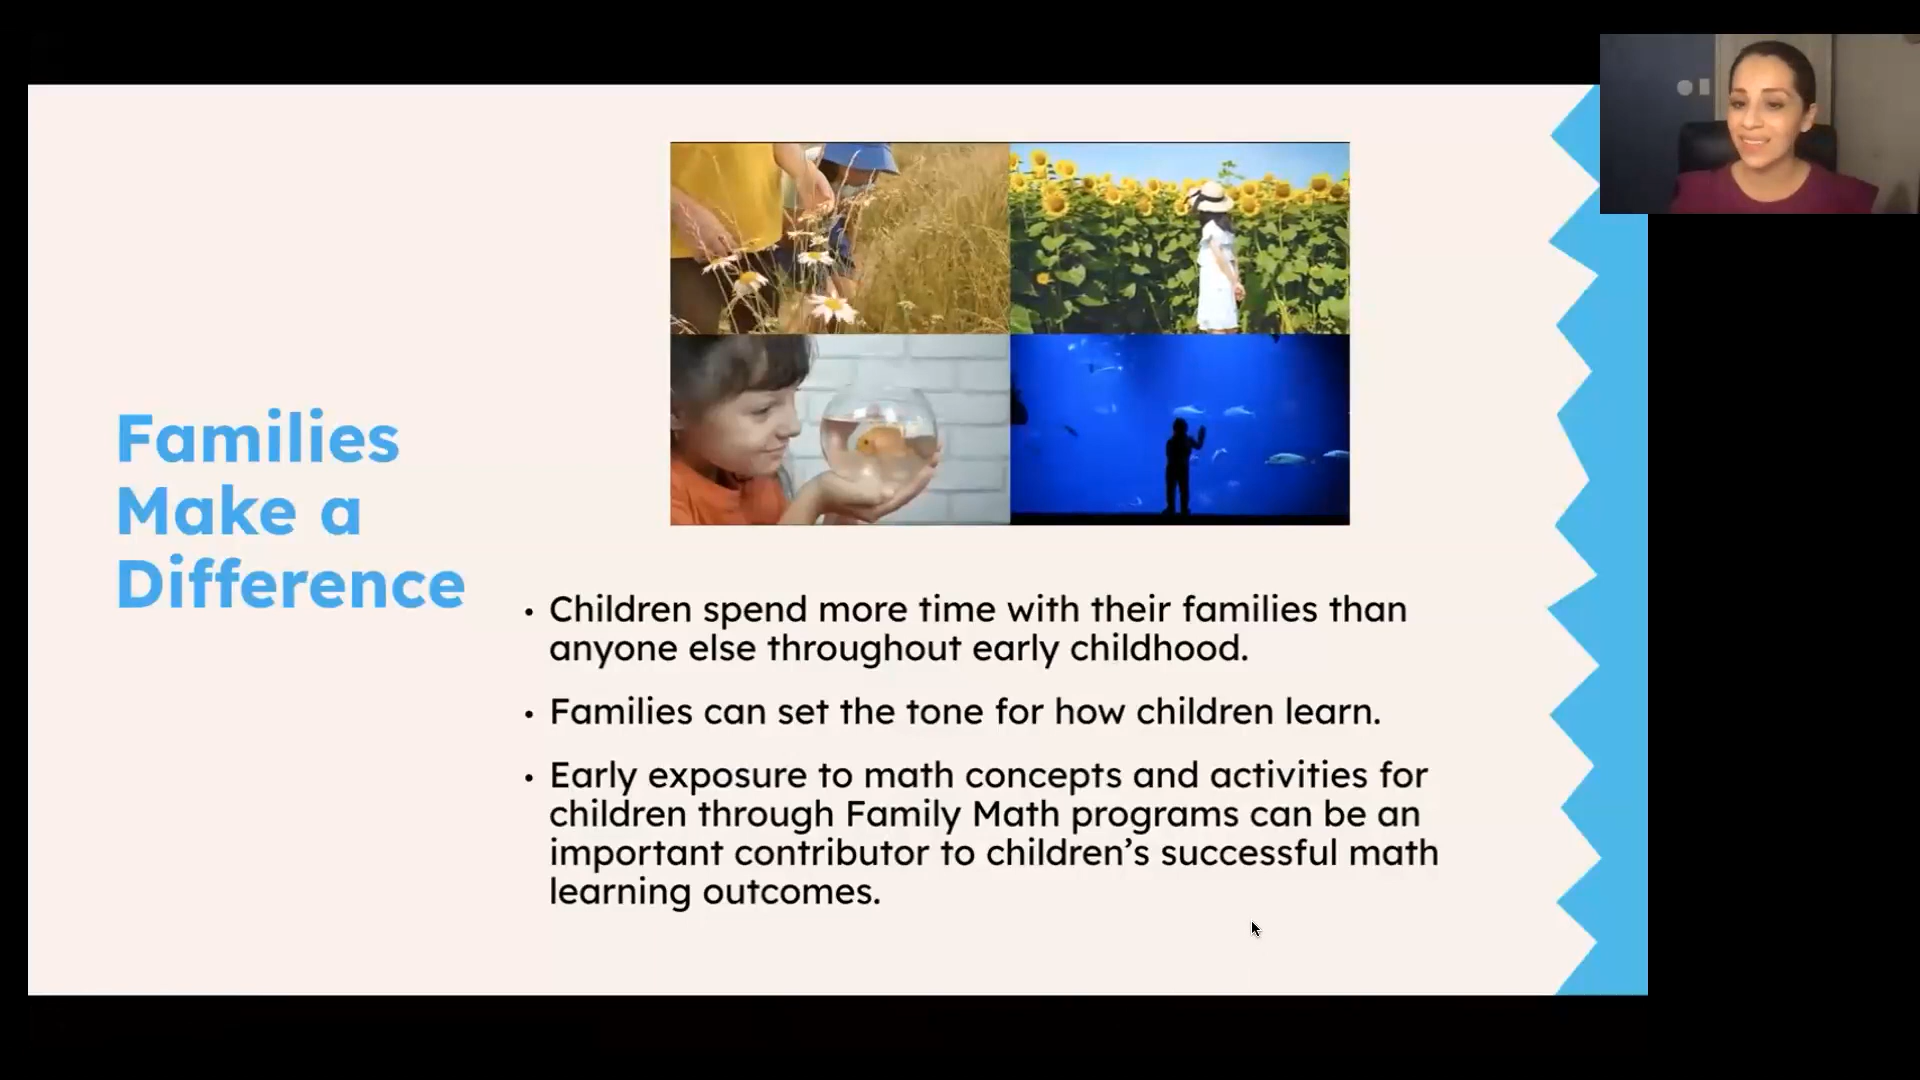 Families
Make a
Difference
• Children spend more time with their families than
anyone else throughout early childhood.
• Families can set the tone for how children learn.
• Early exposure to math concepts and activities for
children through Family Math programs can be an
important contributor to children’s successful math
learning outcomes.